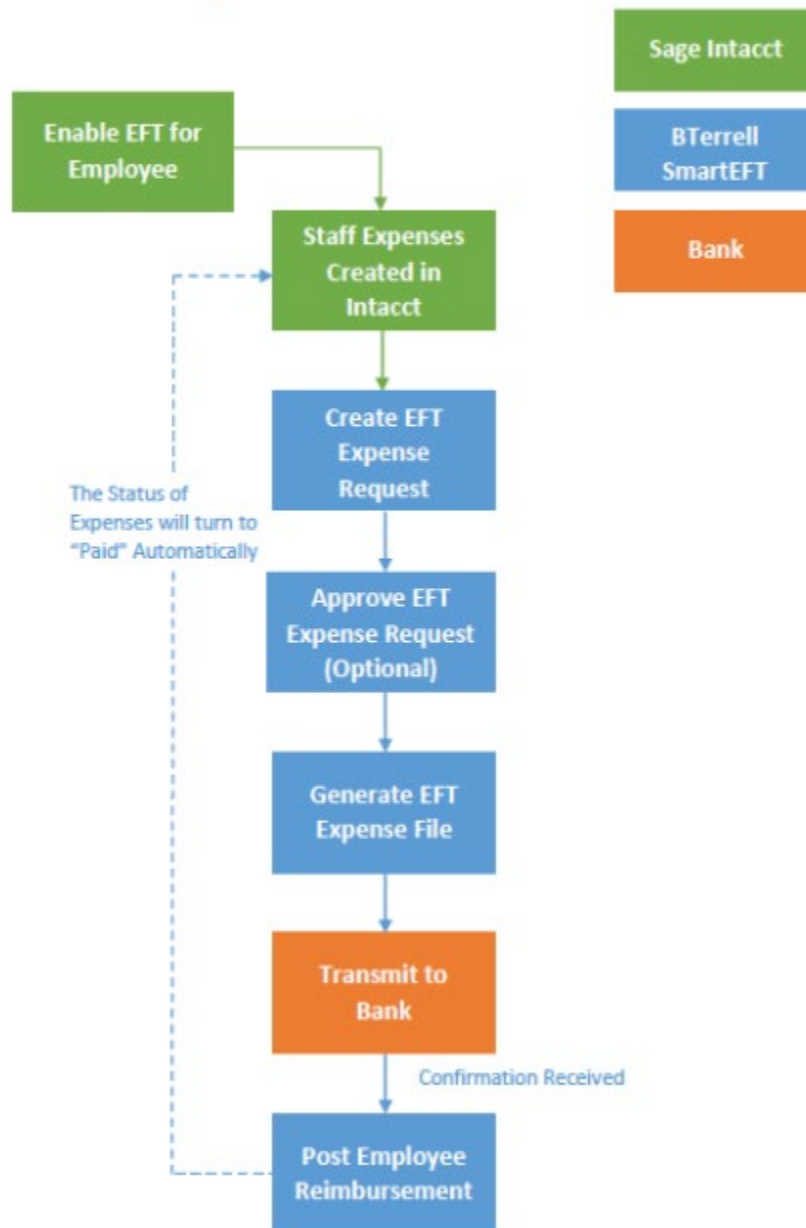 Sage Intacct
Enable EFT for
Employee
BTerrell
SmartEFT
Staff Expenses
Created in
Intacct
Bank
Create EFT
Expense
Request
The Status of
Expenses will turn to
“Paid” Automatically
Approve EFT
Expense Request
(Optional)
Generate EFT
Expense File
Transmit to
Bank
Confirmation Received
Post Employee
Reimbursement